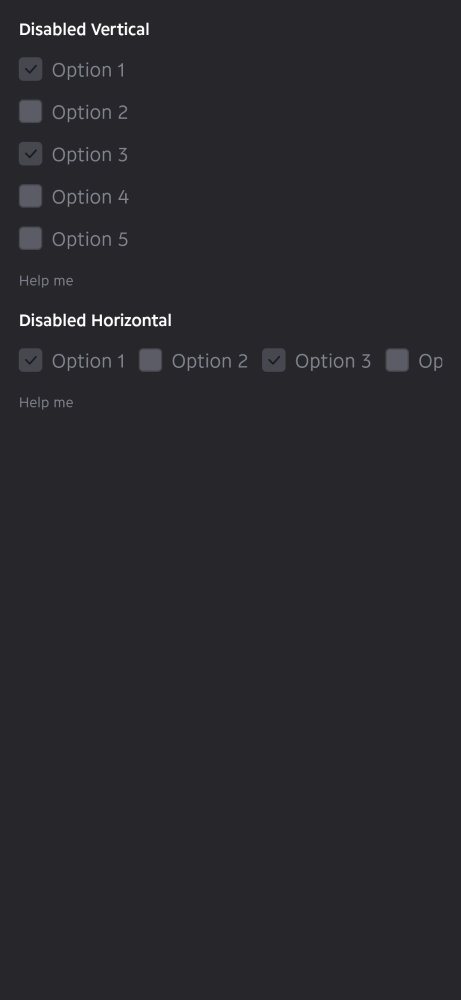 Disabled Vertical
Option 1
Option 2
Option 3
Option 4
Option 5
Help me
Disabled Horizontal
Option 1 Option 2 Option 3 Op
Help me